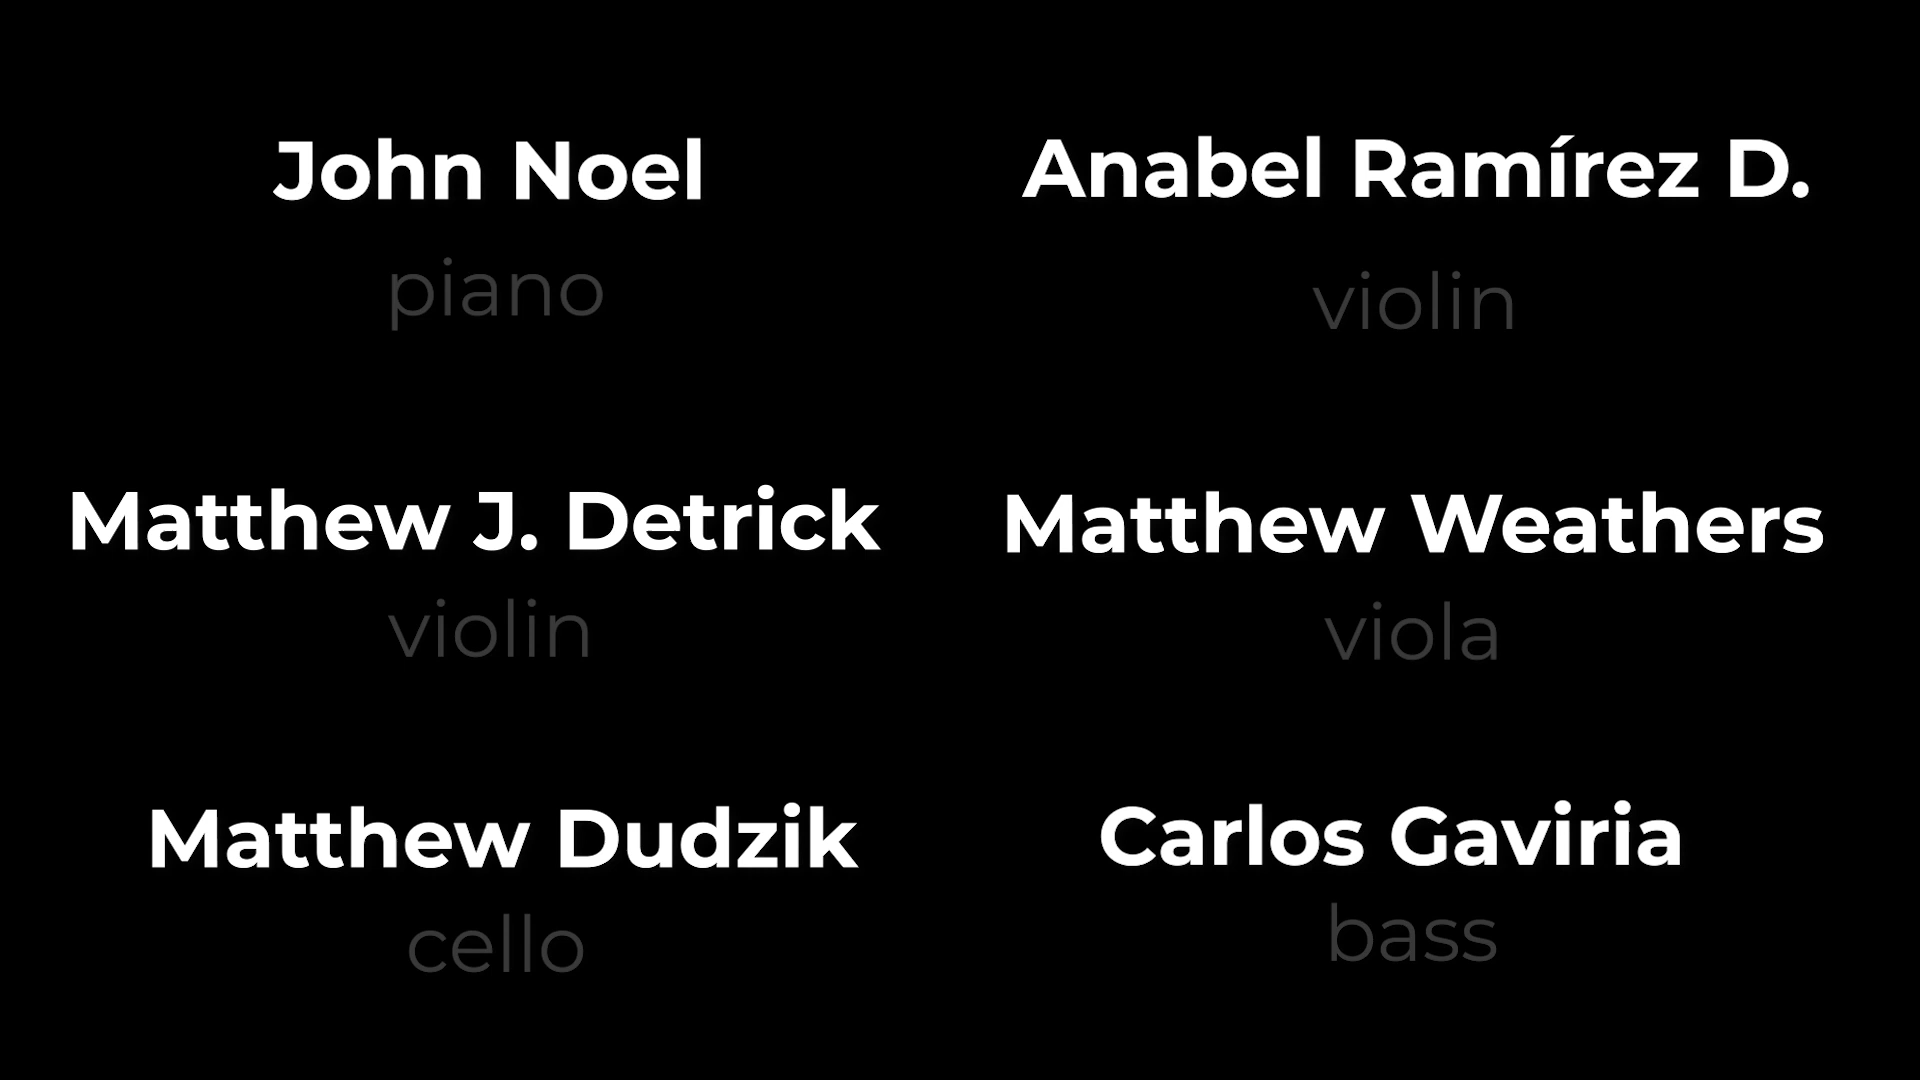 John Noel
piano
Anabel Ramírez D.
violin
Matthew J. Detrick
violin
Matthew Weathers
viola
Matthew Dudzik
cello
Carlos Gaviria
bass